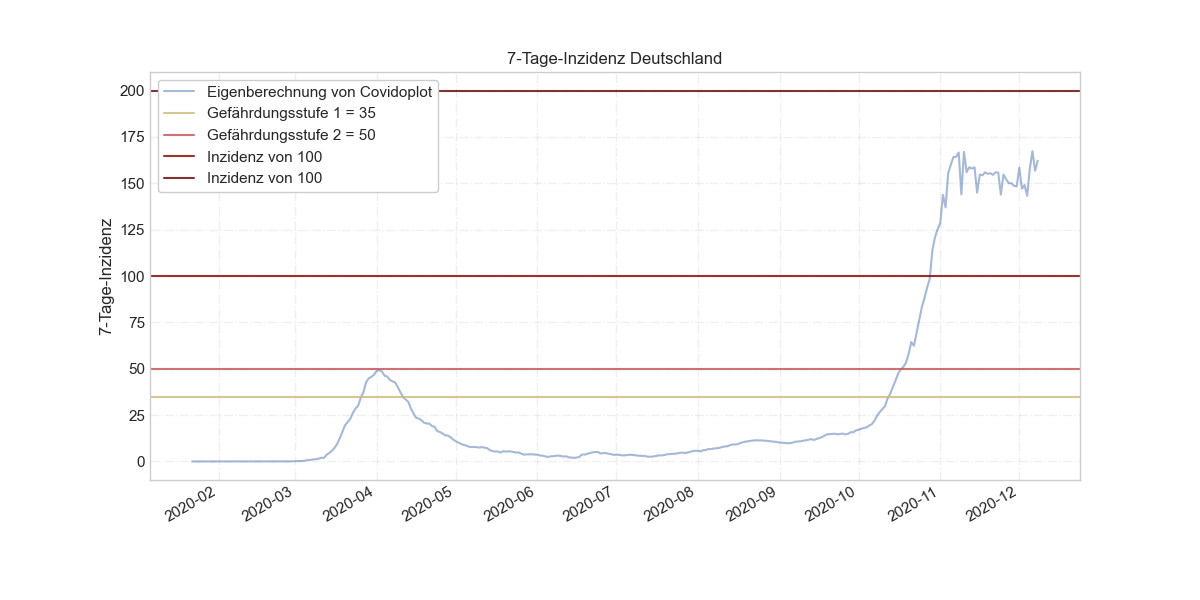 7-Tage-Inzidenz Deutschland
Eigenberechnung von Covidoplot
Gefährdungsstufe 1 = 35
Gefährdungsstufe 2 = 50
Inzidenz von 100
Inzidenz von 100
7-Tage-Inzidenz
200
175
150
125
100
75
50
25
0
2020-02
2020-03
2020-04
2020-05
2020-06
2020-07
2020-08
2020-09
2020-10
2020-11
2020-12